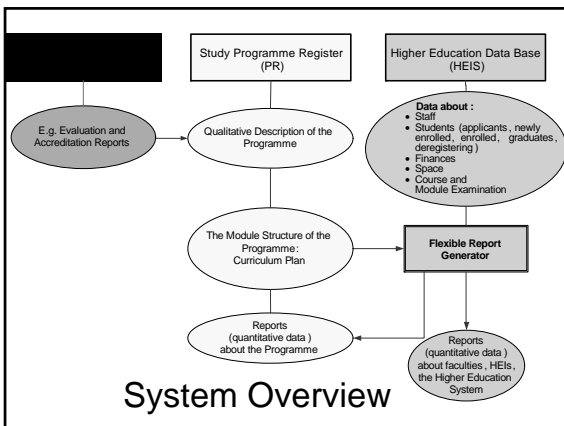 Study Programme Register
(PR)
Higher Education Data Base
(HEIS)
E.g. Evaluation and
Accreditation Reports
Qualitative Description of the
Programme
Data about :
• Staff
• Students (applicants, newly
enrolled, enrolled, graduates,
deregistering )
• Finances
• Space
• Course and
Module Examination
The Module Structure of the
Programme:
Curriculum Plan
Flexible Report
Generator
Reports
(quantitative data )
about the Programme
Reports
(quantitative data )
about faculties, HEIs,
the Higher Education
System
System Overview